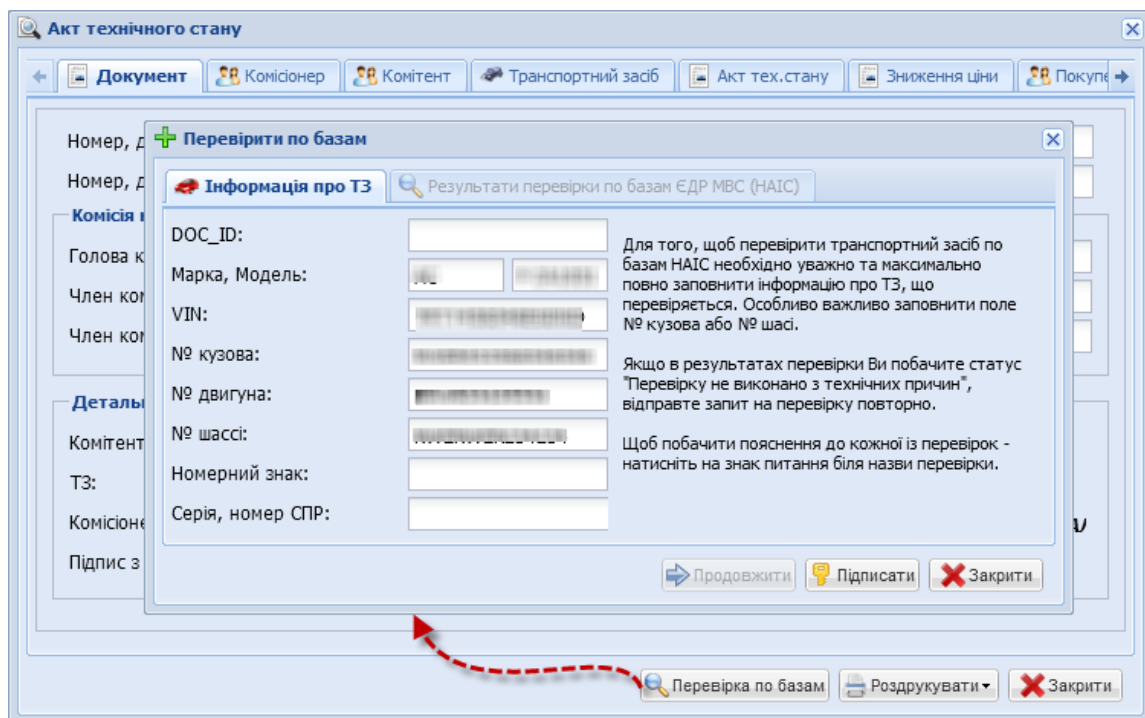 Акт технічного стану
Документ Комісіонер Комітент Транспортний засіб Акт тех.стану Зниження ціни Покупе
Номер, д
Номер, д
Комісія
Голова к
Член ком
Член ком
Деталь
Комітент
ТЗ:
Комісіоне
Підпис з
Перевірити по базам
Інформація про ТЗ Результати перевірки по базам ЄДР МВС (НАІС)
DOC_ID:
Марка, Модель:
VIN:
№ кузова:
№ двигуна:
№ шассі:
Номерний знак:
Серія, номер СПР:
Для того, щоб перевірити транспортний засіб по
базам НАІС необхідно уважно та максимально
повно заповнити інформацію про ТЗ, що
перевіряється. Особливо важливо заповнити поле
№ кузова або № шасі.
Якщо в результатах перевірки Ви побачите статус
"Перевірку не виконано з технічних причин",
відправте запит на перевірку повторно.
Щоб побачити пояснення до кожної із перевірок -
натисніть на знак питання біля назви перевірки.
Продовжити Підписати Закрити
Перевірка по базам Роздрукувати Закрити